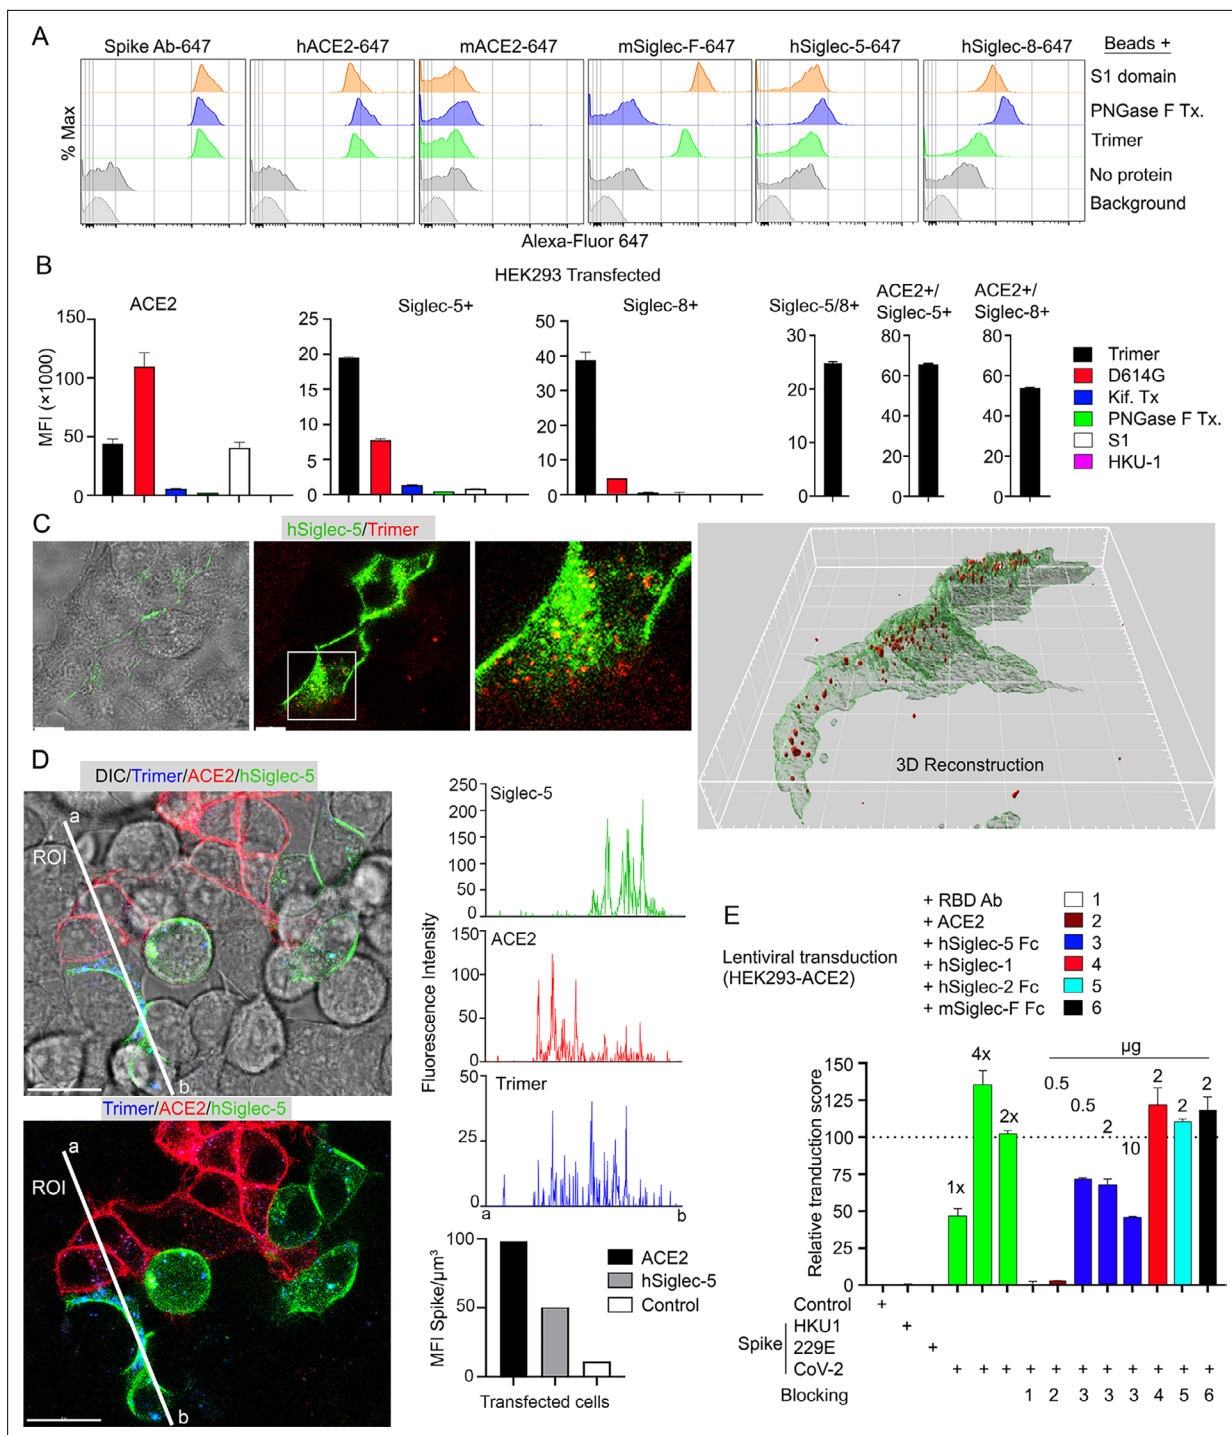 A
Spike Ab-647 hACE2-647 mACE2-647 mSiglec-F-647 hSiglec-5-647 hSiglec-8-647 Beads +
S1 domain
PNGase F Tx.
Trimer
No protein
Background
% Max
Alexa-Fluor 647
B
HEK293 Transfected
ACE2 Siglec-5+ Siglec-8+ Siglec-5/8+ ACE2+/ Siglec-5+ ACE2+/ Siglec-8+
MFI (×1000)
150
100
50
0
25
20
15
10
5
0
50
40
30
20
10
0
30
20
10
0
80
60
40
20
0
80
60
40
20
0
Trimer
D614G
Kif. Tx
PNGase F Tx.
S1
HKU-1
C
hSiglec-5/Trimer
3D Reconstruction
D
DIC/Trimer/ACE2/hSiglec-5
a
ROI
b
Trimer/ACE2/hSiglec-5
a
ROI
b
Fluorescence Intensity
Siglec-5
250
200
150
100
50
0
ACE2
150
100
50
0
Trimer
50
25
0
a b
MFI Spike/µm³
100
50
0
ACE2
hSiglec-5
Control
Transfected cells
E
Lentiviral transduction
(HEK293-ACE2)
+ RBD Ab 1
+ ACE2 2
+ hSiglec-5 Fc 3
+ hSiglec-1 4
+ hSiglec-2 Fc 5
+ mSiglec-F Fc 6
µg
Relative tranduction score
150
125
100
75
50
25
0
1x 4x 2x 0.5 0.5 2 10 2 2 2
Control +
HKU1 +
Spike
229E +
CoV-2 + + + + + + + + + + +
Blocking 1 2 3 3 3 4 5 6